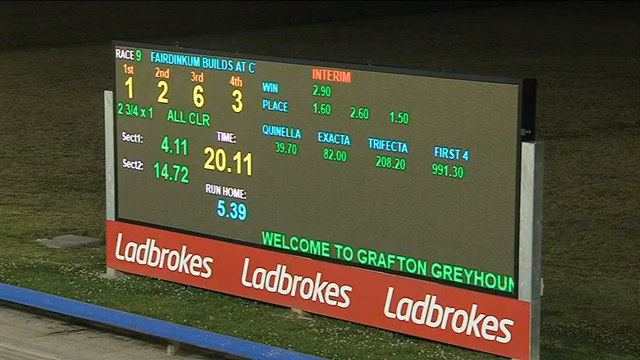 RACE 9 FAIRDINKUM BUILDS AT C
1st 2nd 3rd 4th
1 2 6 3
2 3/4 x 1 ALL CLR
INTERIM
WIN 2.90
PLACE 1.60 2.60 1.50
QUINELLA EXACTA TRIFECTA FIRST 4
39.70 82.00 208.20 991.30
Sect1: 4.11
Sect2: 14.72
TIME:
20.11
RUN HOME:
5.39
WELCOME TO GRAFTON GREYHOUN
Ladbrokes Ladbrokes Ladbrokes